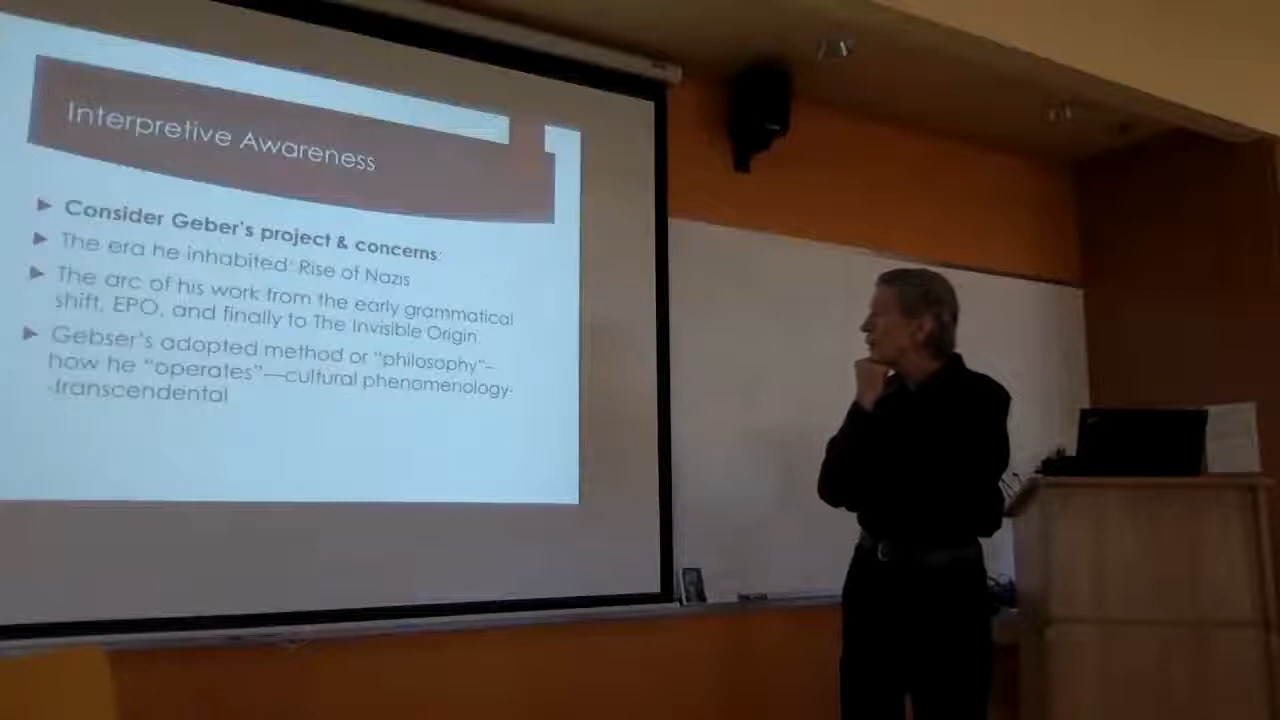 Interpretive Awareness
Consider Geber's project & concerns:
The era he inhabited: Rise of Nazis
The arc of his work from the early grammatical
shift, EPO, and finally to The Invisible Origin.
Gebser's adopted method or "philosophy"–
how he "operates"—cultural phenomenology-
-transcendental